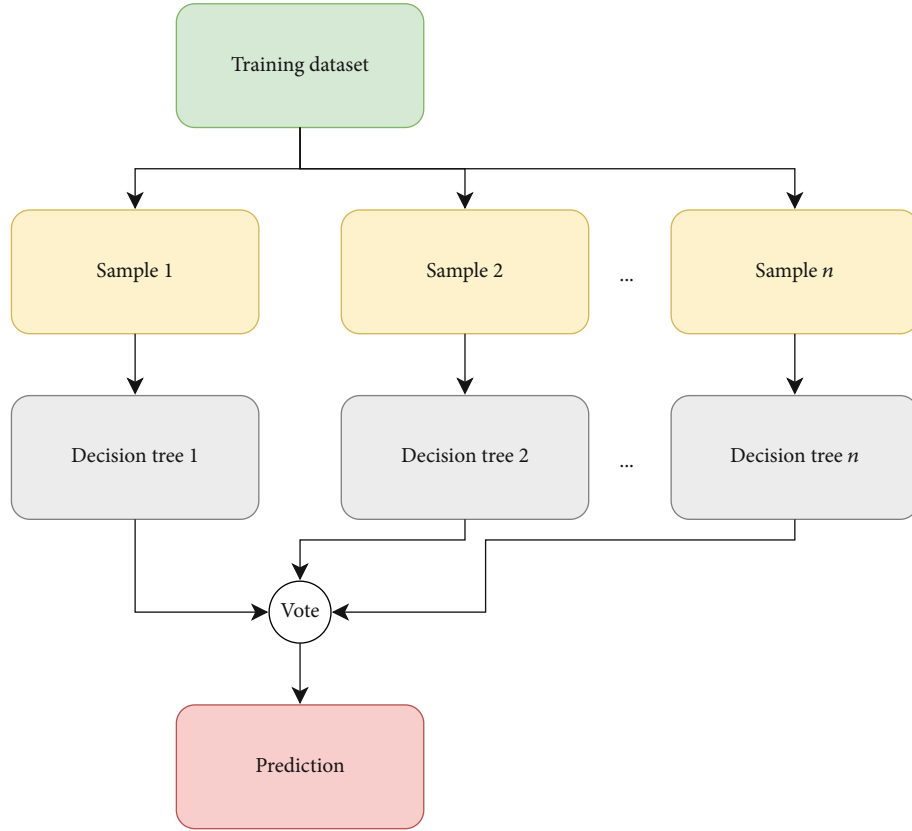 Training dataset
Sample 1
Sample 2
...
Sample n
Decision tree 1
Decision tree 2
...
Decision tree n
Vote
Prediction